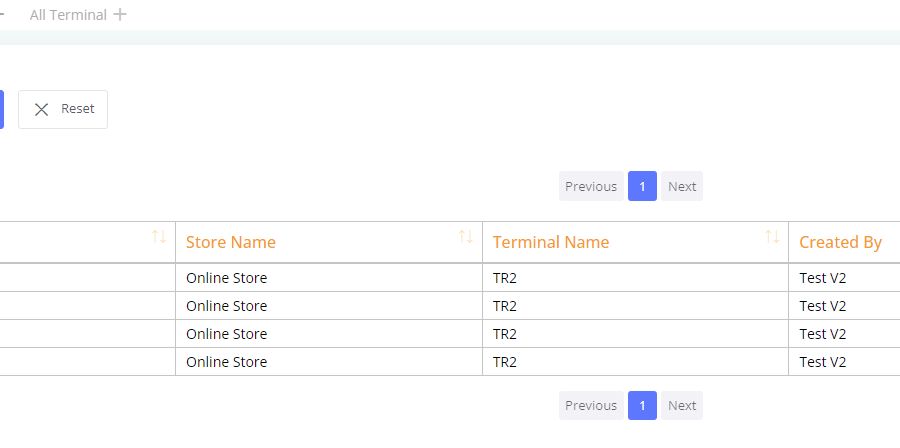 All Terminal
Reset
Previous 1 Next
Store Name Terminal Name Created By
Online Store TR2 Test V2
Online Store TR2 Test V2
Online Store TR2 Test V2
Online Store TR2 Test V2
Previous 1 Next